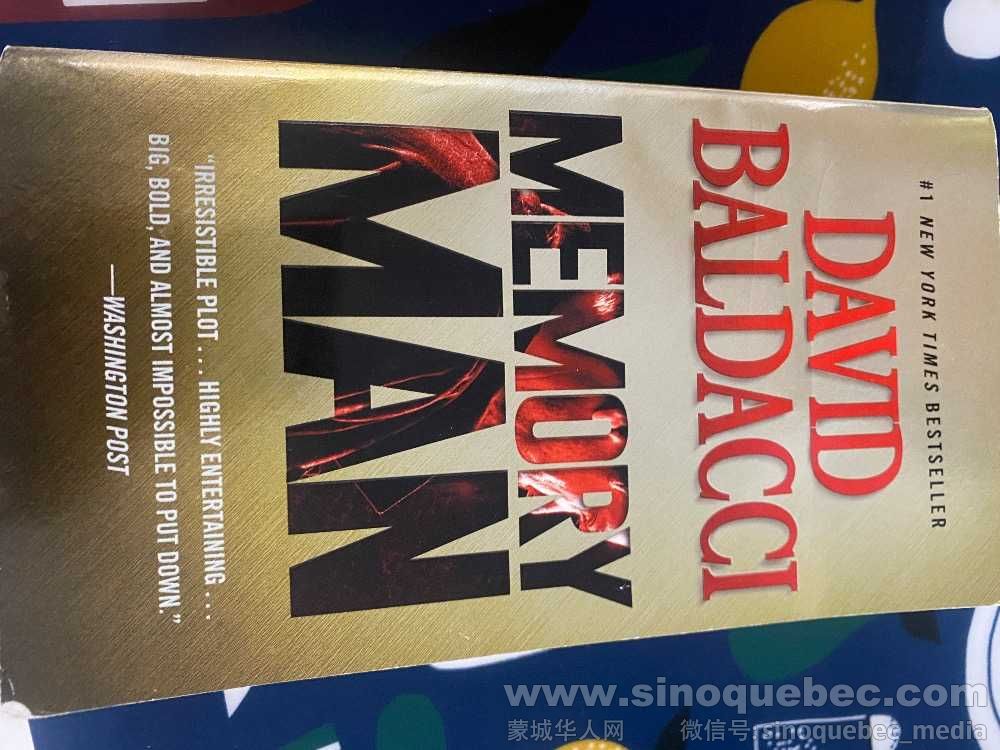 #1 NEW YORK TIMES BESTSELLER
DAVID
BALDACCI
MEMORY
MAN
“IRRESISTIBLE PLOT . . . HIGHLY ENTERTAINING . . .
BIG, BOLD, AND ALMOST IMPOSSIBLE TO PUT DOWN.”
—WASHINGTON POST
www.sinoquebec.com
蒙城华人网 微信号:sinoquebec_media